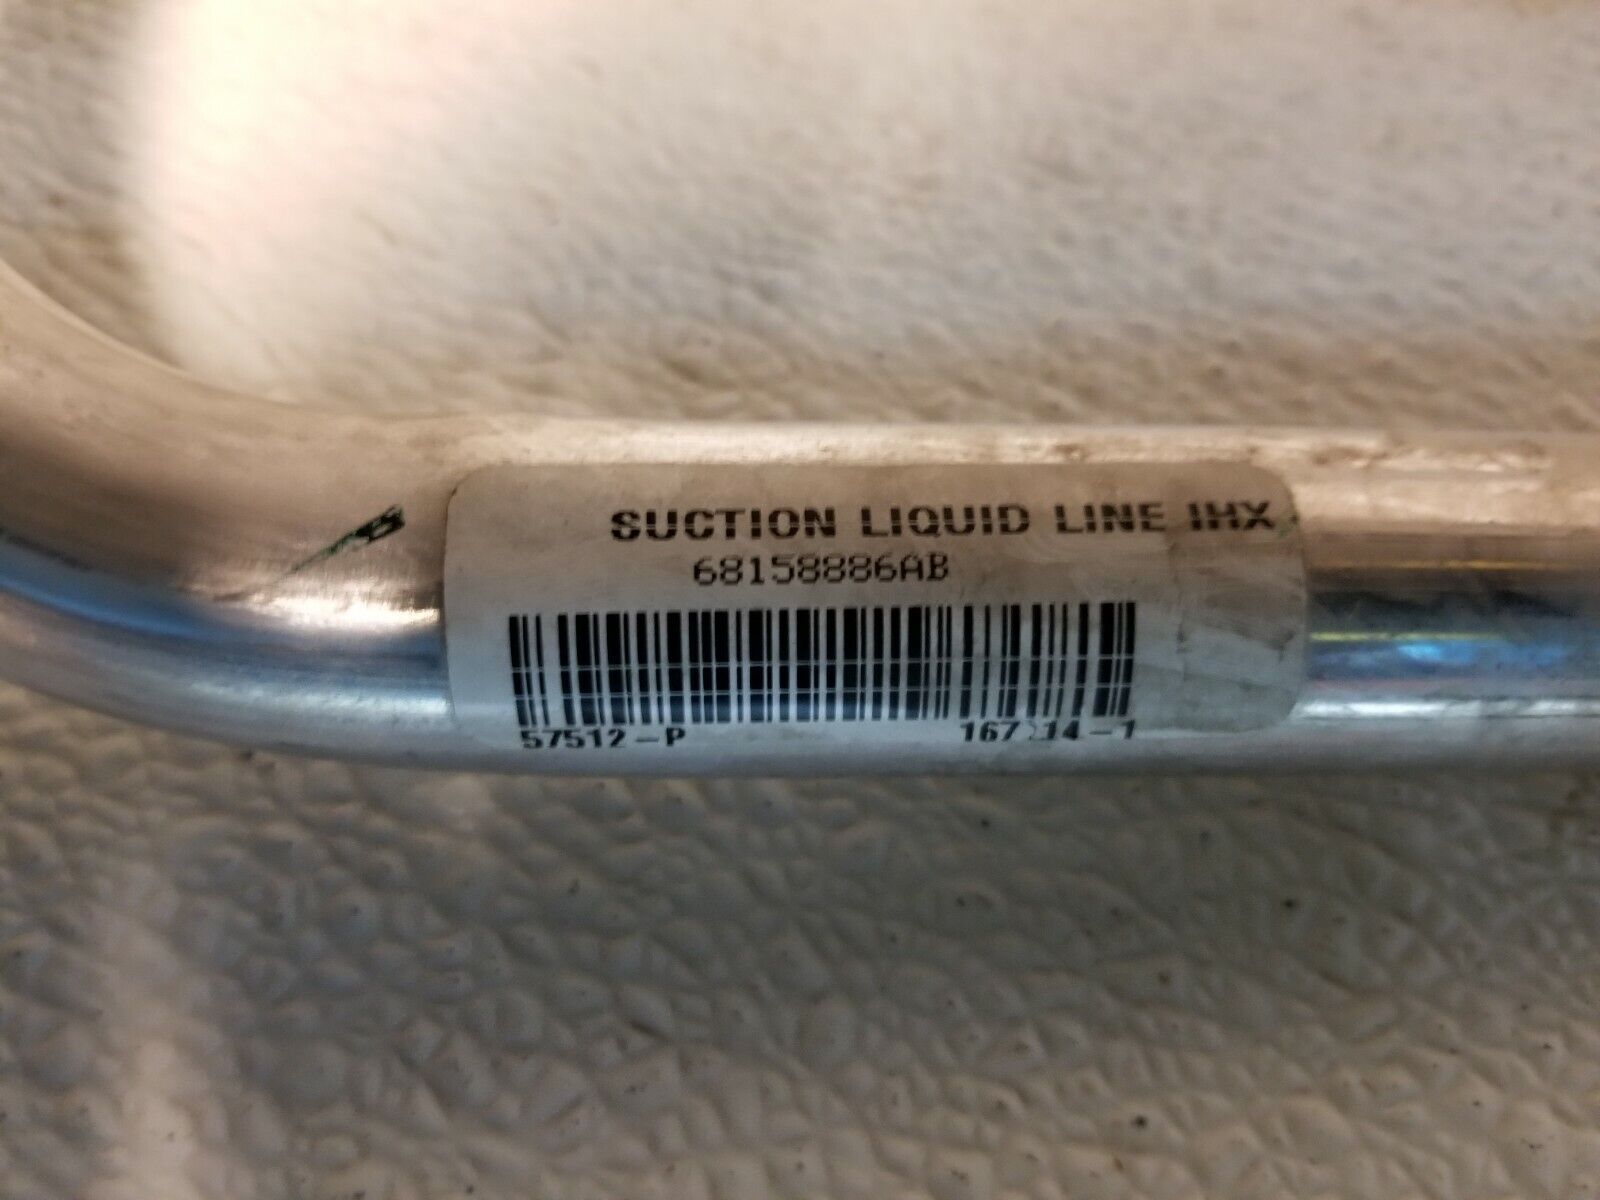 SUCTION LIQUID LINE IHX
68158886AB
57512-P